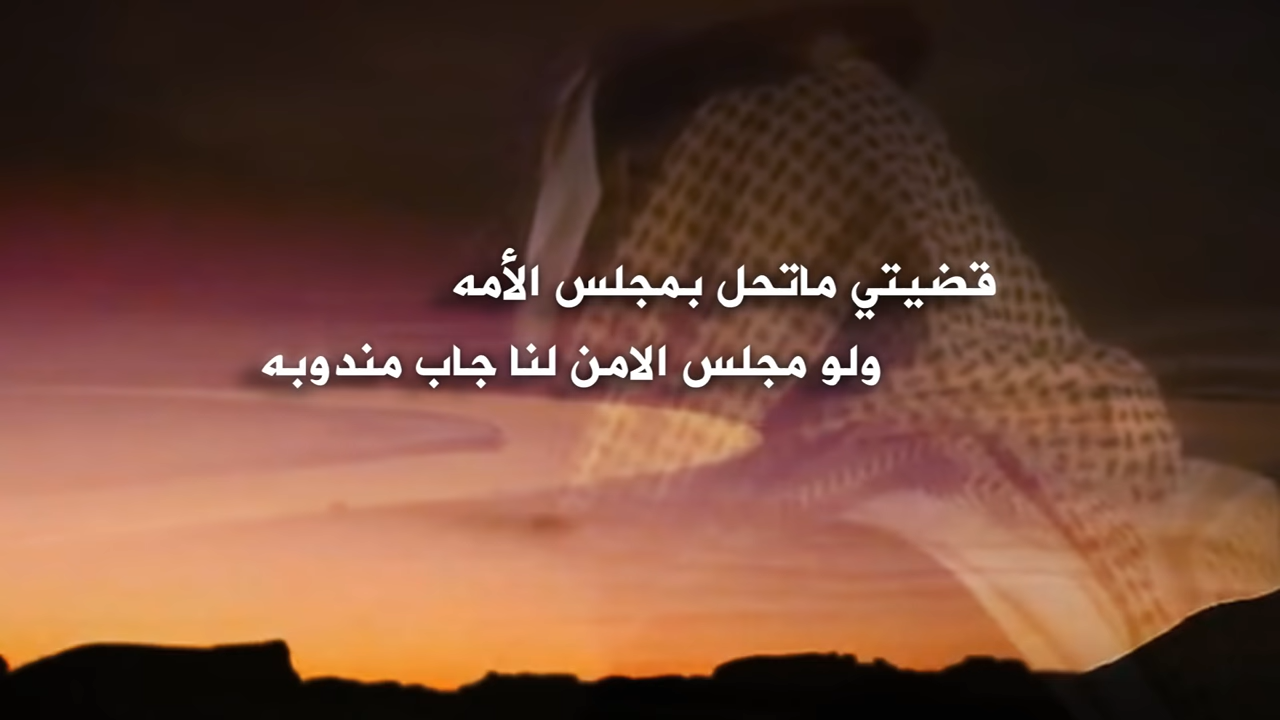 قضيتي ماتحل بمجلس الأمه
ولو مجلس الامن لنا جاب مندوبه